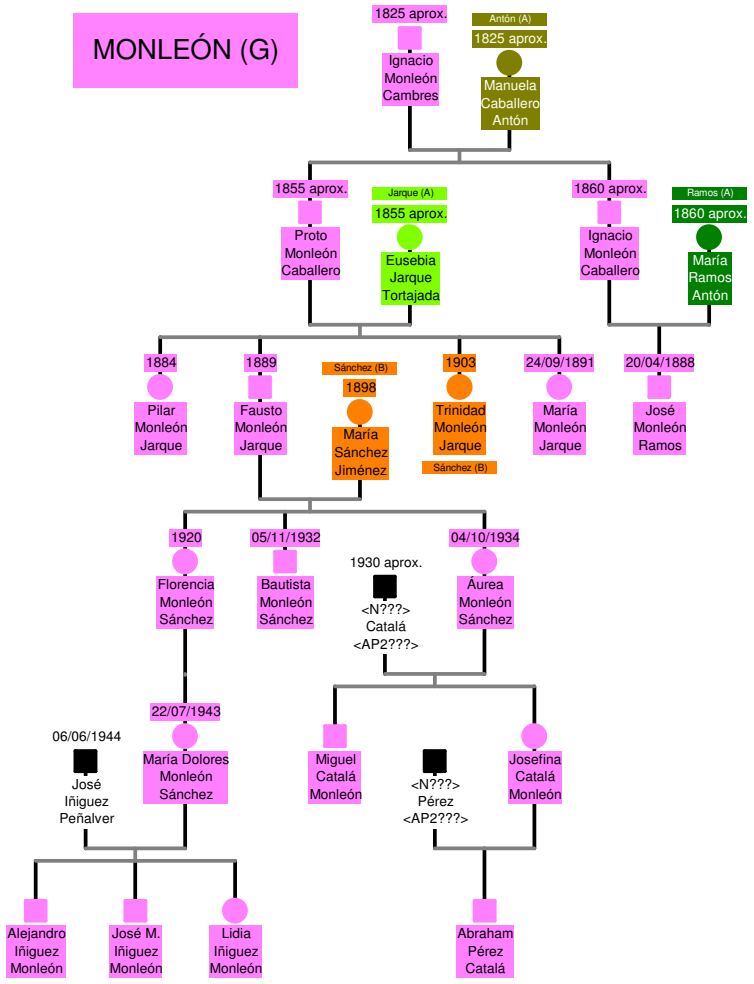 MONLEÓN (G)
1825 aprox.
Ignacio
Monleón
Cambres
Antón (A)
1825 aprox.
Manuela
Caballero
Antón
1855 aprox.
Proto
Monleón
Caballero
Jarque (A)
1855 aprox.
Eusebia
Jarque
Tortajada
1860 aprox.
Ignacio
Monleón
Caballero
Ramos (A)
1860 aprox.
María
Ramos
Antón
1884
Pilar
Monleón
Jarque
1889
Fausto
Monleón
Jarque
Sánchez (B)
1898
María
Sánchez
Jiménez
1903
Trinidad
Monleón
Jarque
Sánchez (B)
24/09/1891
María
Monleón
Jarque
20/04/1888
José
Monleón
Ramos
1920
Florencia
Monleón
Sánchez
05/11/1932
Bautista
Monleón
Sánchez
1930 aprox.
<N???>
Catalá
<AP2???>
04/10/1934
Áurea
Monleón
Sánchez
06/06/1944
José
Iñiguez
Peñalver
22/07/1943
María Dolores
Monleón
Sánchez
Miguel
Catalá
Monleón
<N???>
Pérez
<AP2???>
Josefina
Catalá
Monleón
Alejandro
Iñiguez
Monleón
José M.
Iñiguez
Monleón
Lidia
Iñiguez
Monleón
Abraham
Pérez
Catalá